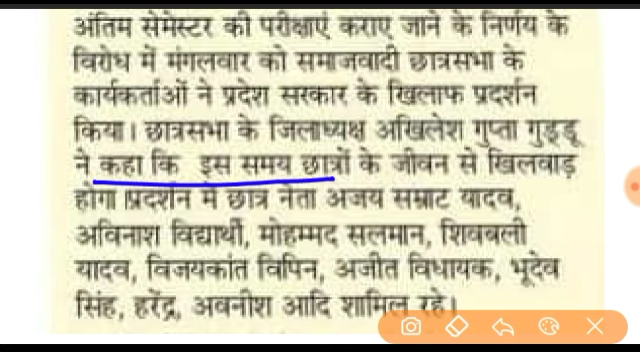 अंतिम सेमेस्टर की परीक्षाएं कराए जाने के निर्णय के
विरोध में मंगलवार को समाजवादी छात्रसभा के
कार्यकर्ताओं ने प्रदेश सरकार के खिलाफ प्रदर्शन
किया। छात्रसभा के जिलाध्यक्ष अखिलेश गुप्ता गुड्डू
ने कहा कि इस समय छात्रों के जीवन से खिलवाड़
होगा।प्रदर्शन में छात्र नेता अजय सम्राट यादव,
अविनाश विद्यार्थी, मोहम्मद सलमान, शिवबली
यादव, विजयकांत विपिन, अजीत विधायक, भूदेव
सिंह, हरेंद्र, अवनीश आदि शामिल रहे।